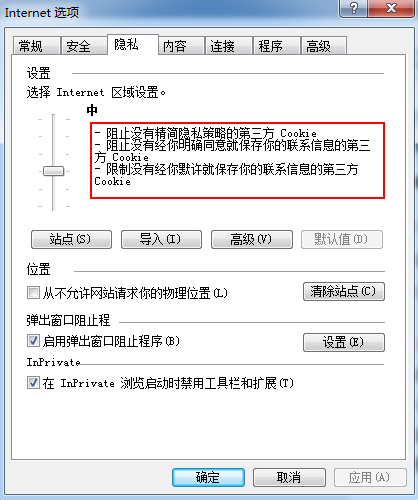 Internet 选项
常规 安全 隐私 内容 连接 程序 高级
设置
选择 Internet 区域设置。
中
- 阻止没有精简隐私策略的第三方 Cookie
- 阻止没有经你明确同意就保存你的联系信息的第三
方 Cookie
- 限制没有经你默许就保存你的联系信息的第三方
Cookie
站点(S) 导入(I) 高级(V) 默认值(D)
位置
从不允许网站请求你的物理位置(L) 清除站点(C)
弹出窗口阻止程
启用弹出窗口阻止程序(B) 设置(E)
InPrivate
在 InPrivate 浏览启动时禁用工具栏和扩展(T)
确定 取消 应用(A)